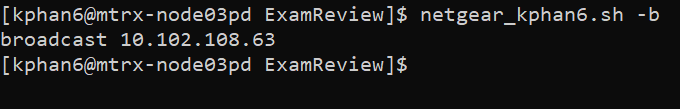 [kphan6@mtrx-node03pd ExamReview]$ netgear_kphan6.sh -b
broadcast 10.102.108.63
[kphan6@mtrx-node03pd ExamReview]$